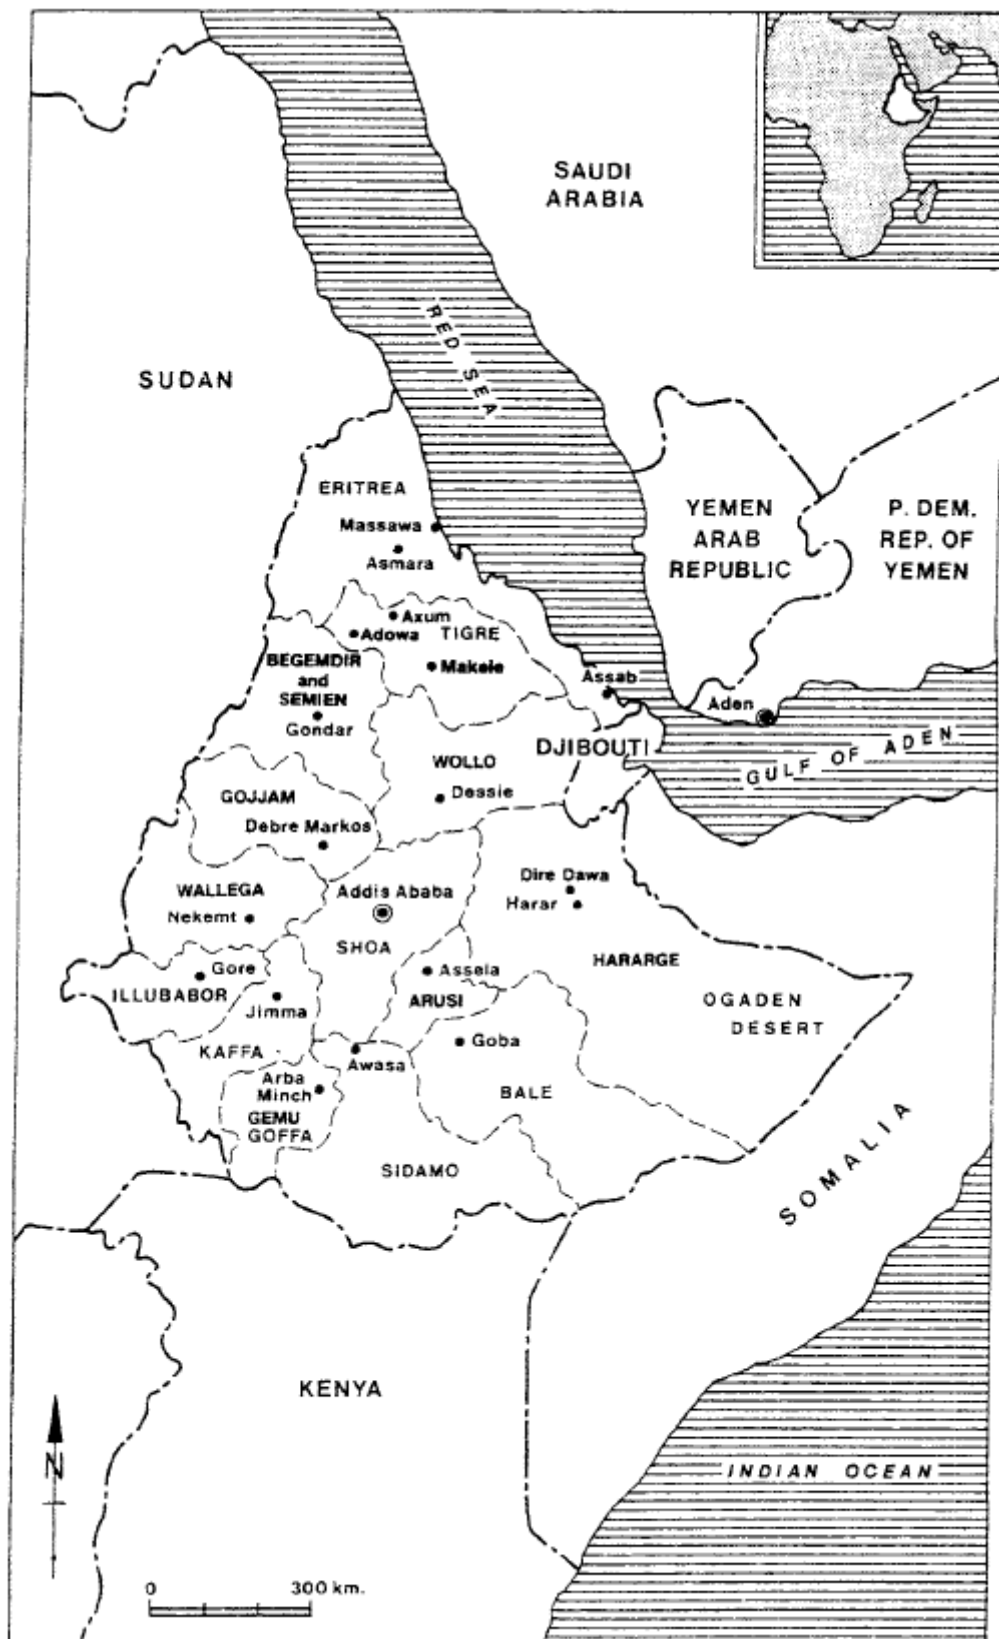 SAUDI
ARABIA
RED SEA
SUDAN
ERITREA
Massawa
Asmara
YEMEN
ARAB
REPUBLIC
P. DEM.
REP. OF
YEMEN
Axum
Adowa
TIGRE
BEGEMDIR
and
SEMIEN
Makele
Gondar
Assab
Aden
DJIBOUTI
GULF OF ADEN
WOLLO
Dessie
GOJJAM
Debre Markos
WALLEGA
Nekemt
Addis Ababa
SHOA
Dire Dawa
Harar
HARARGE
Gore
ILLUBABOR
Jimma
Assela
ARUSI
OGADEN
DESERT
KAFFA
Awasa
Goba
Arba
Minch
GEMU
GOFFA
BALE
SIDAMO
SOMALIA
KENYA
N
INDIAN OCEAN
0 300 km.